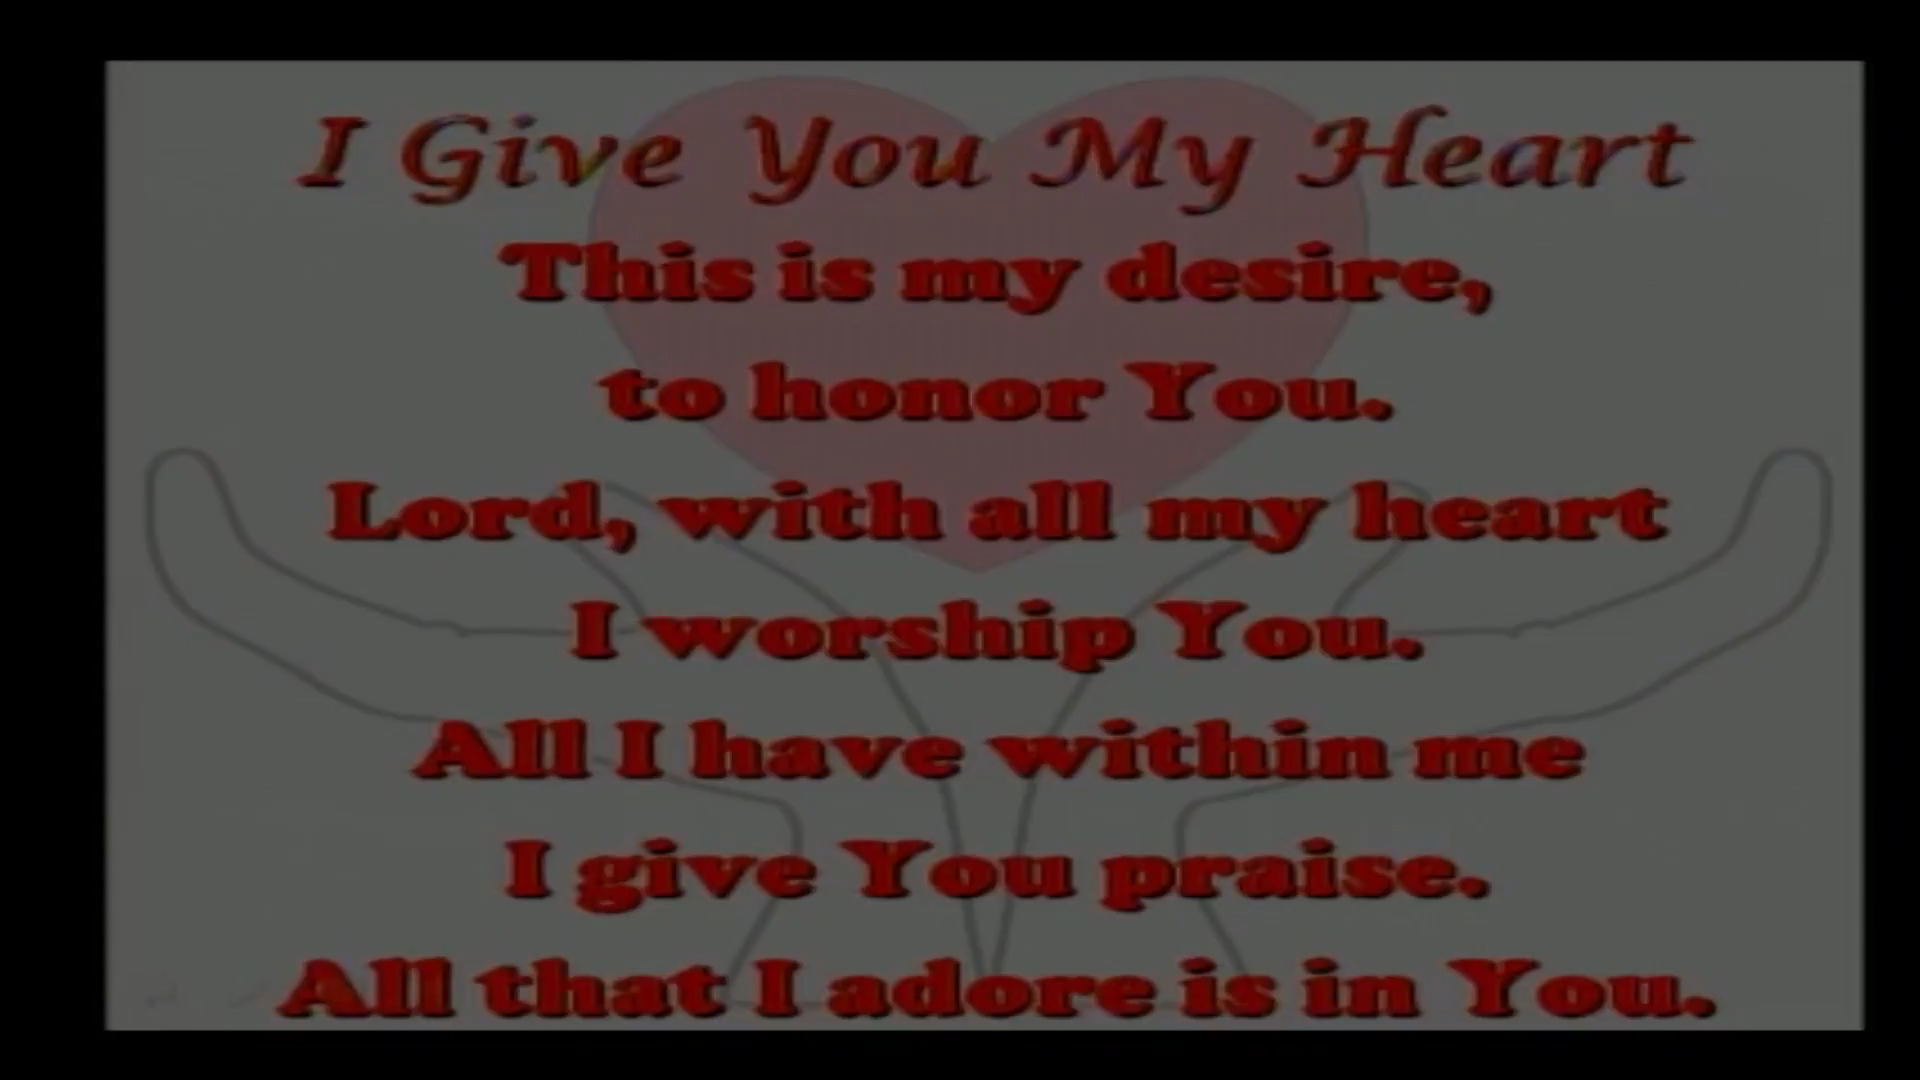 I Give You My Heart
This is my desire,
to honor You.
Lord, with all my heart
I worship You.
All I have within me
I give You praise.
All that I adore is in You.